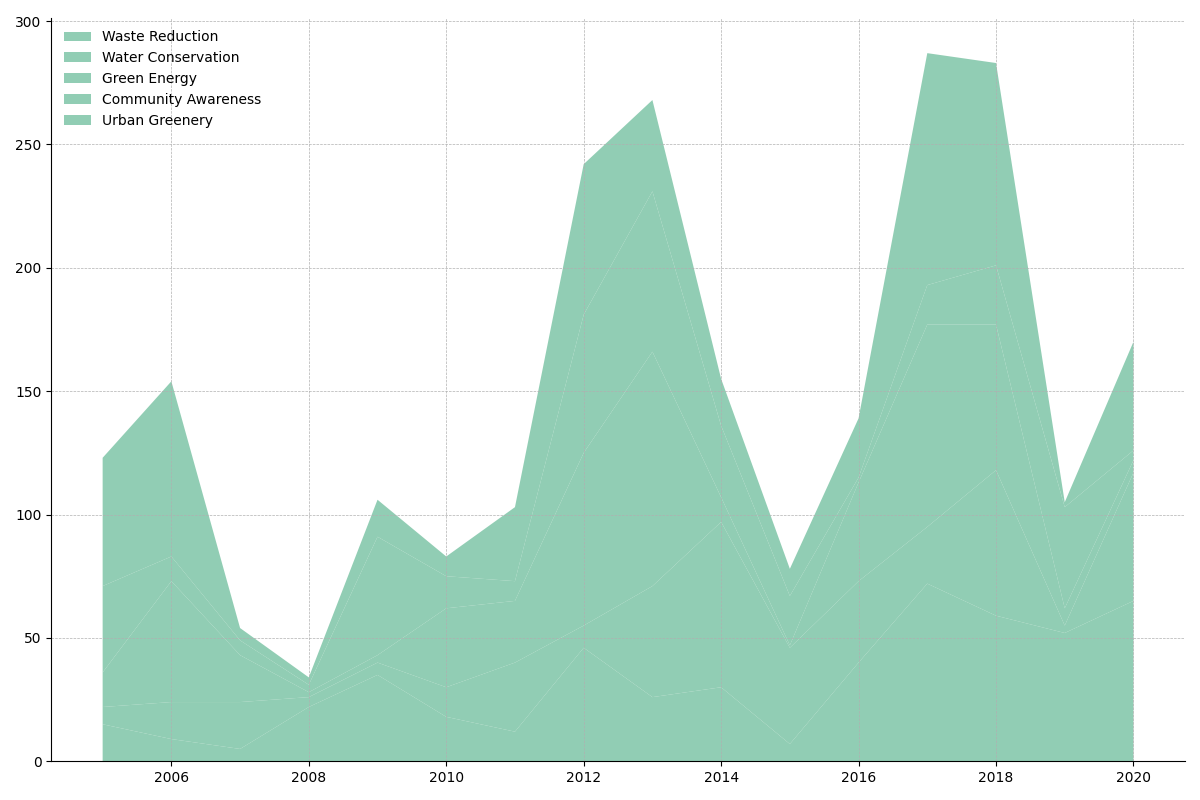 300
250
200
150
100
50
0
Waste Reduction
Water Conservation
Green Energy
Community Awareness
Urban Greenery
2006 2008 2010 2012 2014 2016 2018 2020